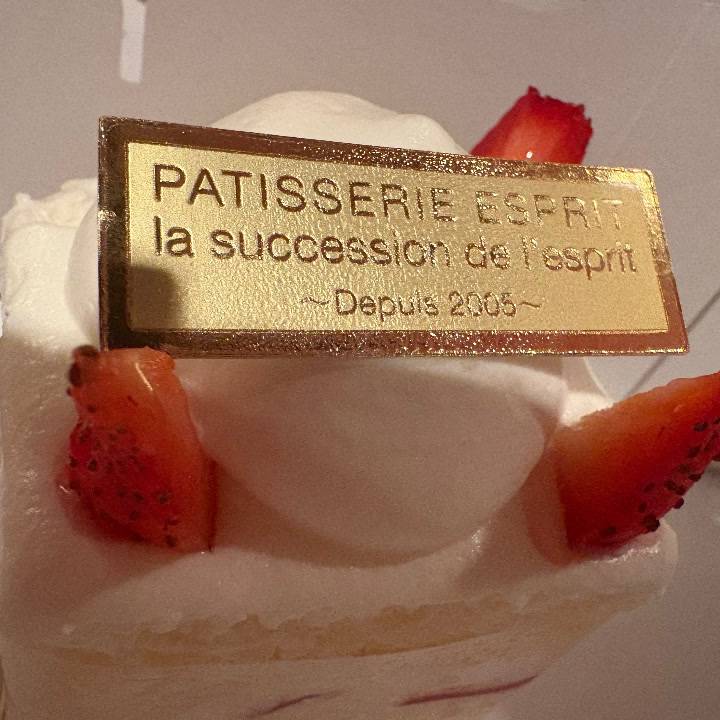 PATISSERIE ESPRIT
la succession de l'esprit
～Depuis 2005～